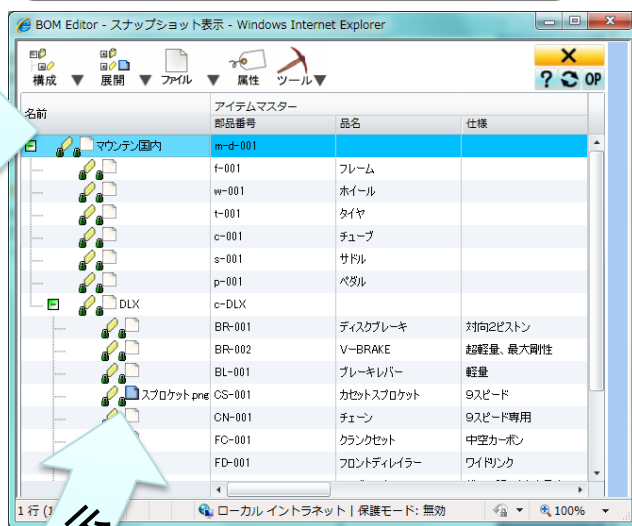 BOM Editor - スナップショット表示 - Windows Internet Explorer
構成 ▼ 展開 ▼ ファイル ▼ 属性 ツール▼
? OP
名前 アイテムマスター
部品番号 品名 仕様
マウンテン国内 m-d-001
f-001 フレーム
w-001 ホイール
t-001 タイヤ
c-001 チューブ
s-001 サドル
p-001 ペダル
DLX c-DLX
BR-001 ディスクブレーキ 対向2ピストン
BR-002 V-BRAKE 超軽量、最大剛性
BL-001 ブレーキレバー 軽量
スプロケット.png CS-001 カセットスプロケット 9スピード
CN-001 チェーン 9スピード専用
FC-001 クランクセット 中空カーボン
FD-001 フロントディレイラー ワイドリンク
1 行 (1 ローカル イントラネット | 保護モード: 無効 100%